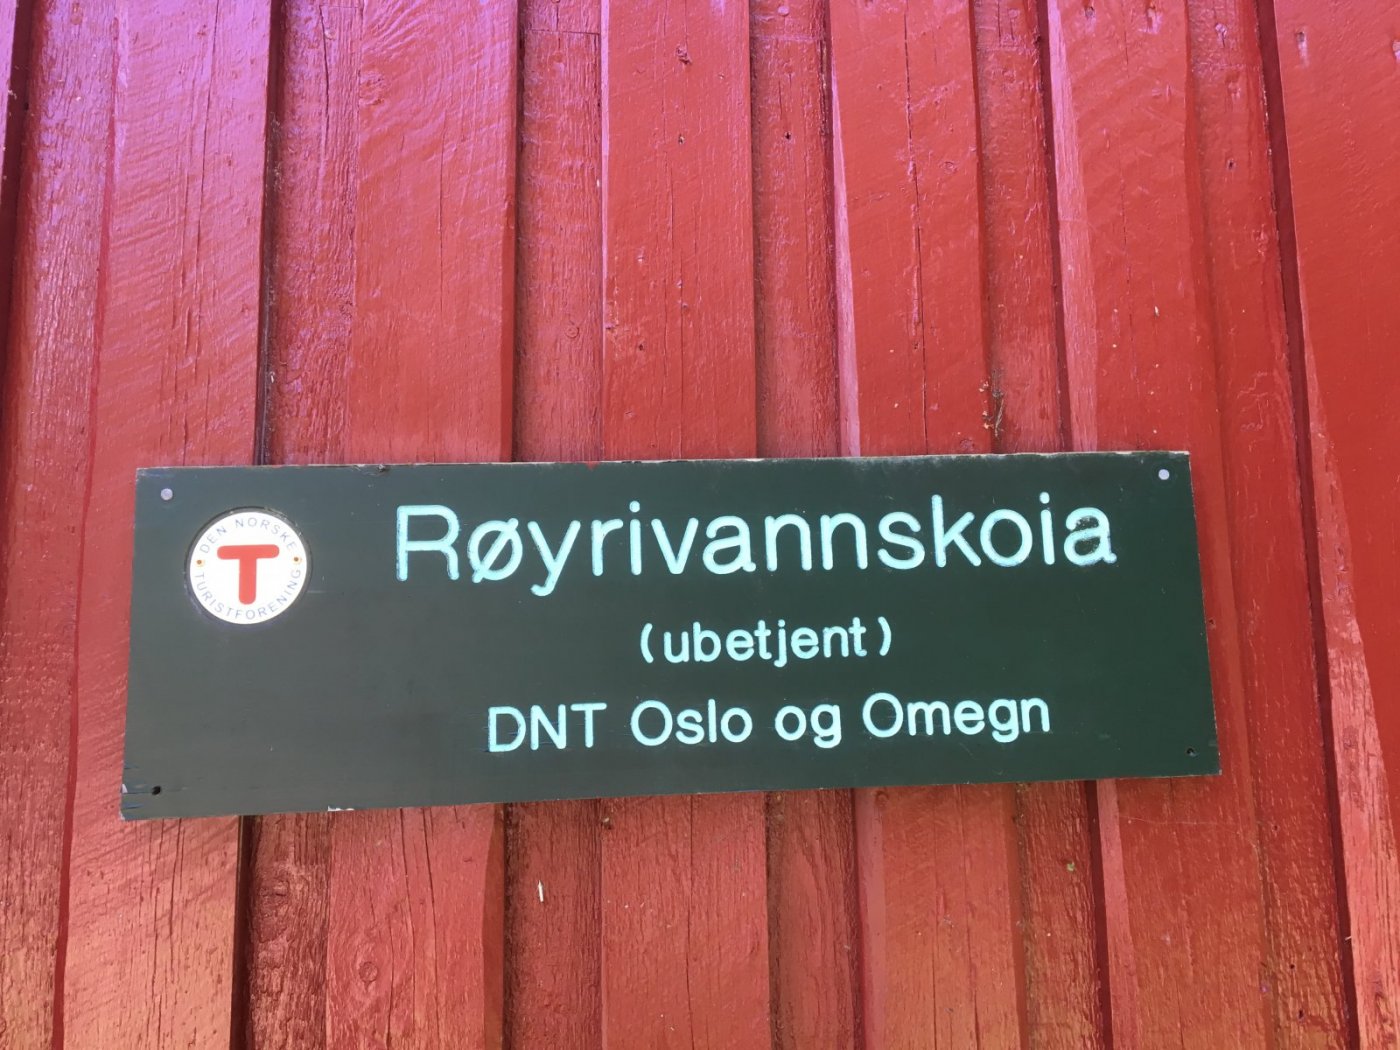 DEN NORSKE
T
TURISTFORENING
Røyrivannskoia
(ubetjent)
DNT Oslo og Omegn